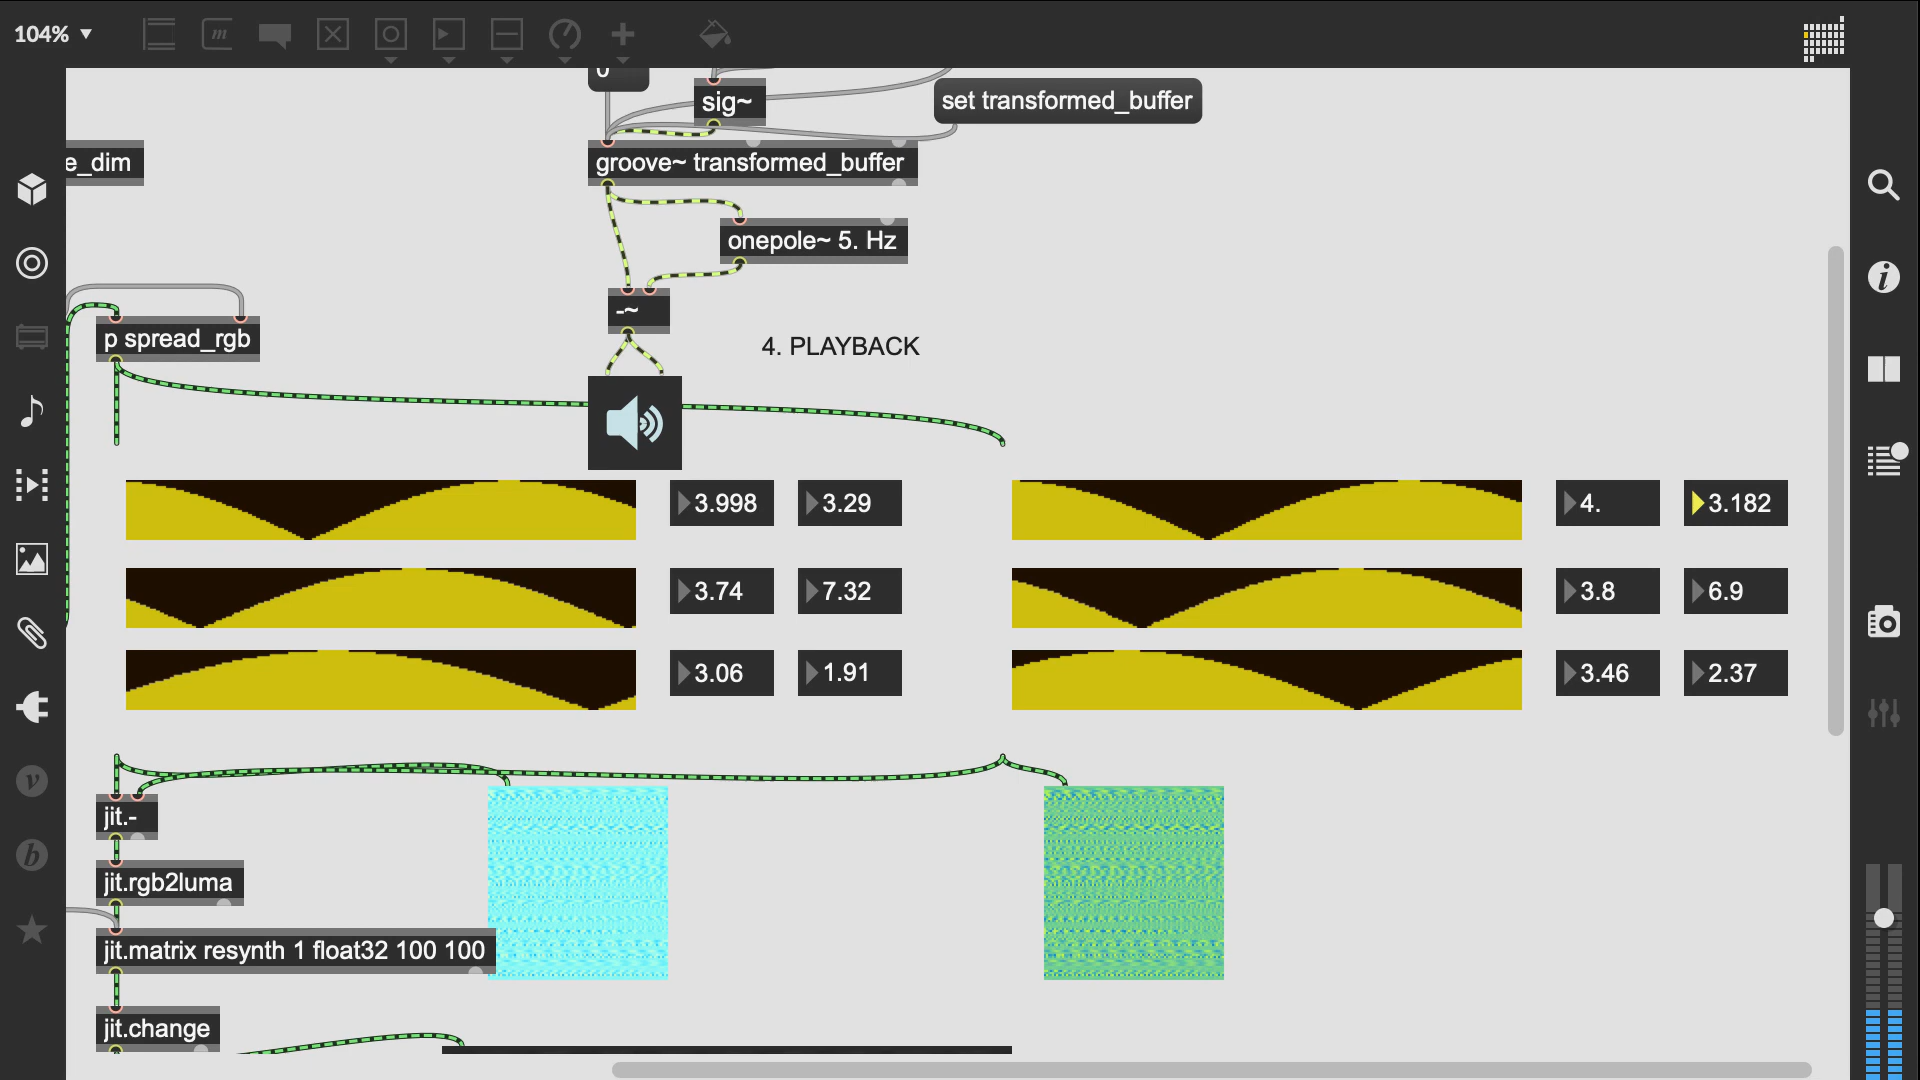 104%
0
sig~
set transformed_buffer
e_dim
groove~ transformed_buffer
onepole~ 5. Hz
-~
p spread_rgb
4. PLAYBACK
3.998
3.29
4.
3.182
3.74
7.32
3.8
6.9
3.06
1.91
3.46
2.37
jit.-
jit.rgb2luma
jit.matrix resynth 1 float32 100 100
jit.change